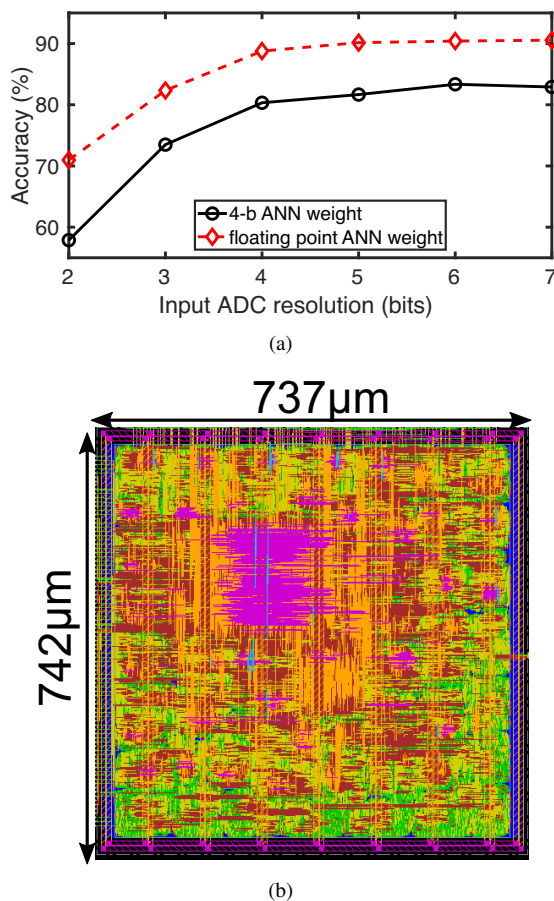 90
80
70
60
Accuracy (%)
4-b ANN weight
floating point ANN weight
2 3 4 5 6 7
Input ADC resolution (bits)
(a)
737µm
742µm
(b)